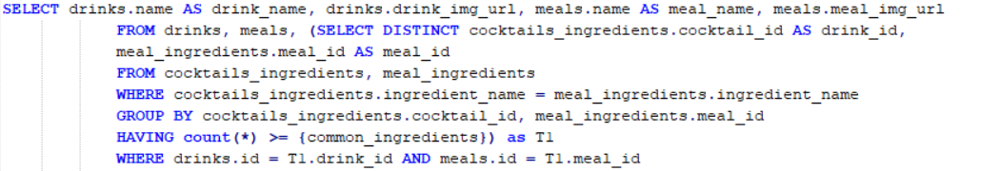 SELECT drinks.name AS drink_name, drinks.drink_img_url, meals.name AS meal_name, meals.meal_img_url
FROM drinks, meals, (SELECT DISTINCT cocktails_ingredients.cocktail_id AS drink_id,
meal_ingredients.meal_id AS meal_id
FROM cocktails_ingredients, meal_ingredients
WHERE cocktails_ingredients.ingredient_name = meal_ingredients.ingredient_name
GROUP BY cocktails_ingredients.cocktail_id, meal_ingredients.meal_id
HAVING count(*) >= {common_ingredients}) as T1
WHERE drinks.id = T1.drink_id AND meals.id = T1.meal_id